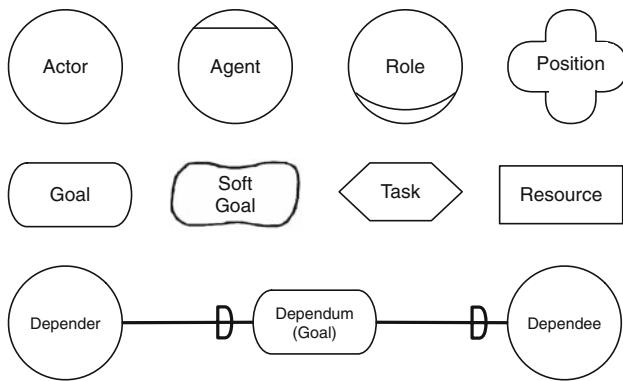 Actor
Agent
Role
Position
Goal
Soft
Goal
Task
Resource
Depender
Dependum
(Goal)
Dependee